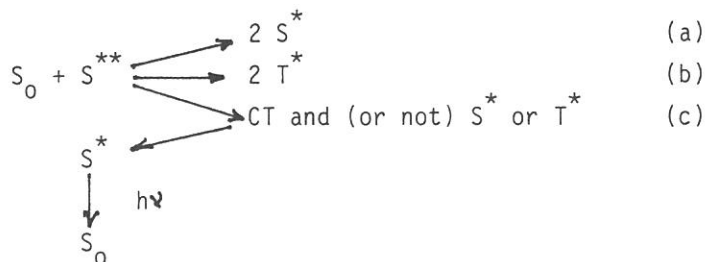 2 S* (a)
S₀ + S** 2 T* (b)
CT and (or not) S* or T* (c)
S*
hν
S₀